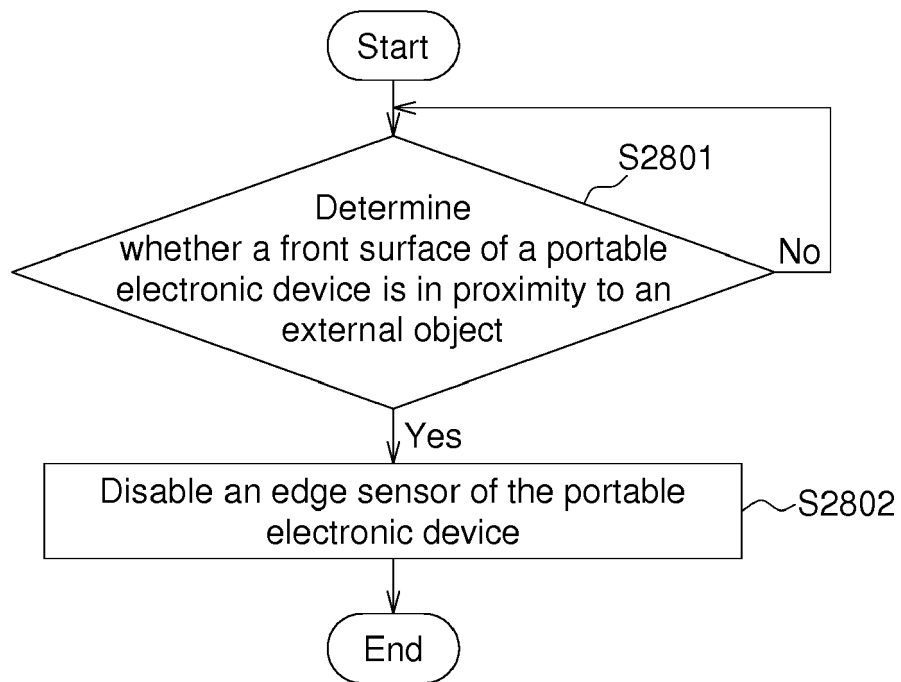 Start
S2801
Determine
whether a front surface of a portable
electronic device is in proximity to an
external object
No
Yes
Disable an edge sensor of the portable
electronic device
S2802
End